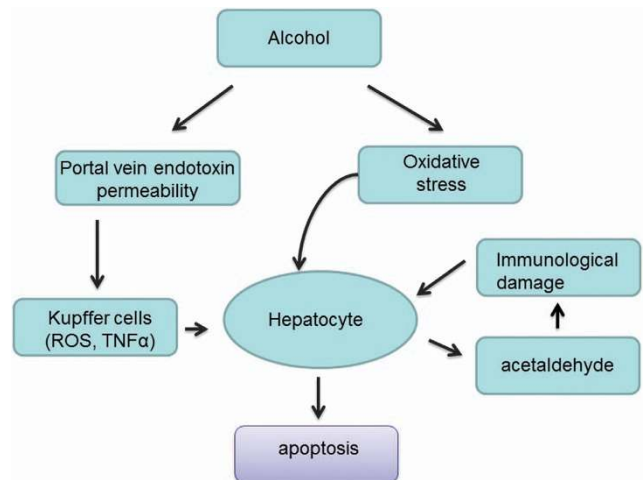 Alcohol
Portal vein endotoxin
permeability
Oxidative
stress
Immunological
damage
Kupffer cells
(ROS, TNFα)
Hepatocyte
acetaldehyde
apoptosis